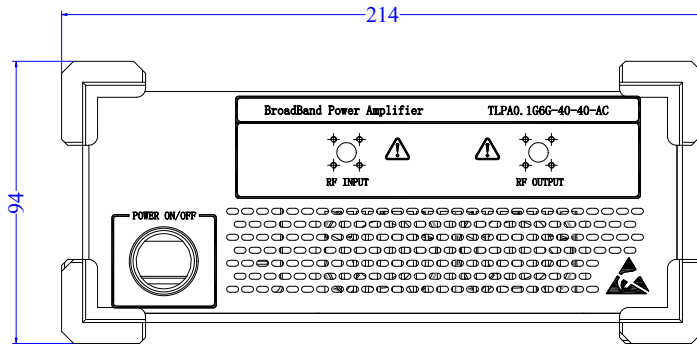 214
BroadBand Power Amplifier TLPA0.1G6G-40-40-AC
94
RF INPUT RF OUTPUT
POWER ON/OFF